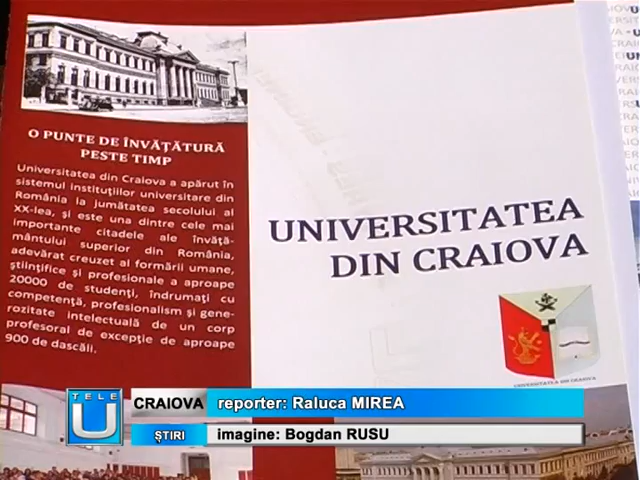 O PUNTE DE ÎNVĂȚĂTURĂ
PESTE TIMP
Universitatea din Craiova a apărut în
sistemul instituțiilor universitare din
România la jumătatea secolului al
XX-lea, și este una dintre cele mai
importante citadele ale învăță-
mântului superior din România,
adevărat creuzet al formării umane,
științifice și profesionale a aproape
20000 de studenți, îndrumați cu
competență, profesionalism și gene-
rozitate intelectuală de un corp
profesoral de excepție de aproape
900 de dascăli.
UNIVERSITATEA
DIN CRAIOVA
UNIVERSITATEA DIN CRAIOVA
TELE
U
CRAIOVA
reporter: Raluca MIREA
ȘTIRI
imagine: Bogdan RUSU